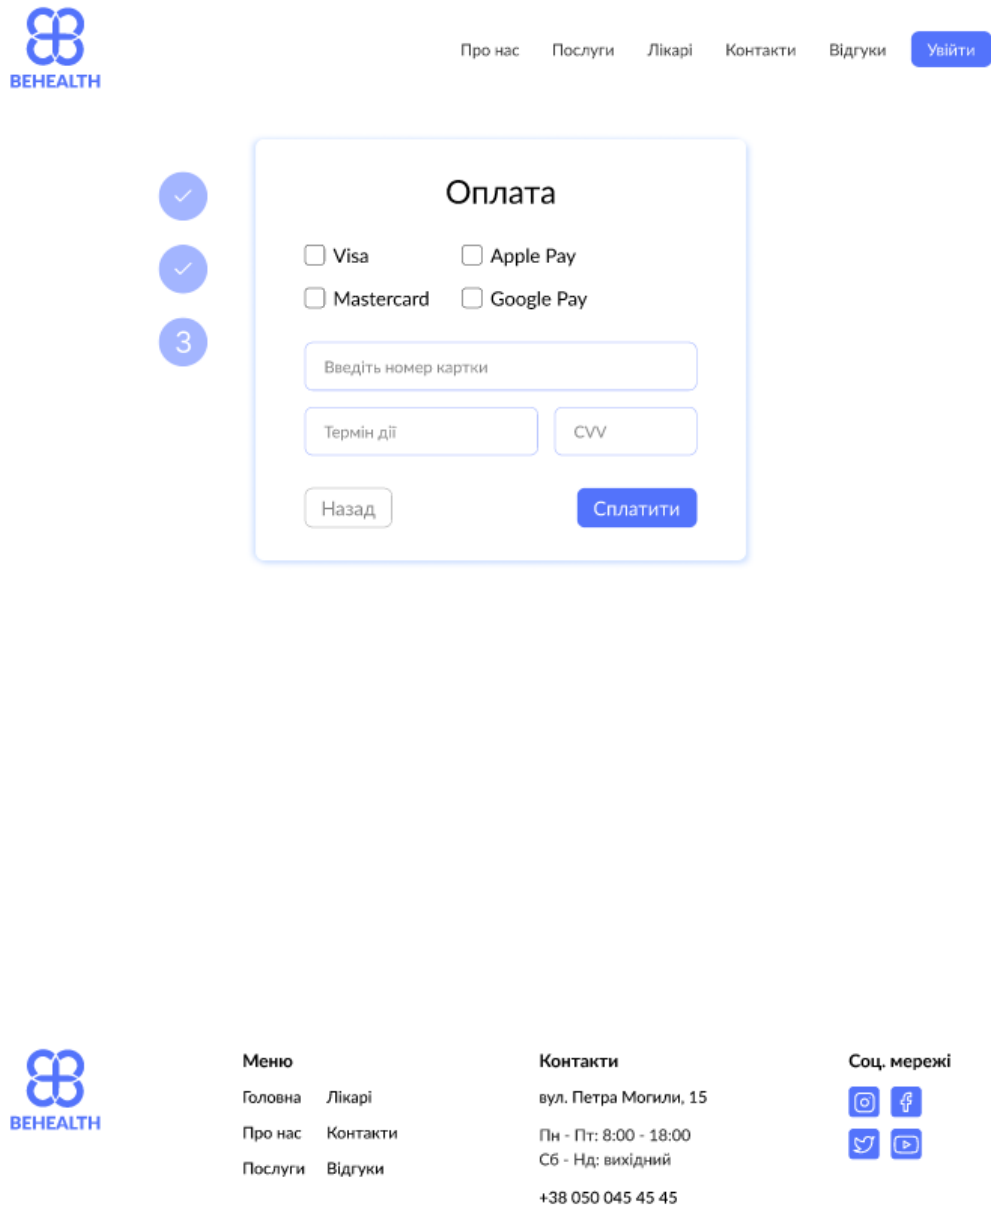 BEHEALTH
Про нас Послуги Лікарі Контакти Відгуки Увійти
Оплата
Visa Apple Pay
Mastercard Google Pay
3
Введіть номер картки
Термін дії CVV
Назад Сплатити
BEHEALTH
Меню
Головна Лікарі
Про нас Контакти
Послуги Відгуки
Контакти
вул. Петра Могили, 15
Пн - Пт: 8:00 - 18:00
Сб - Нд: вихідний
+38 050 045 45 45
Соц. мережі